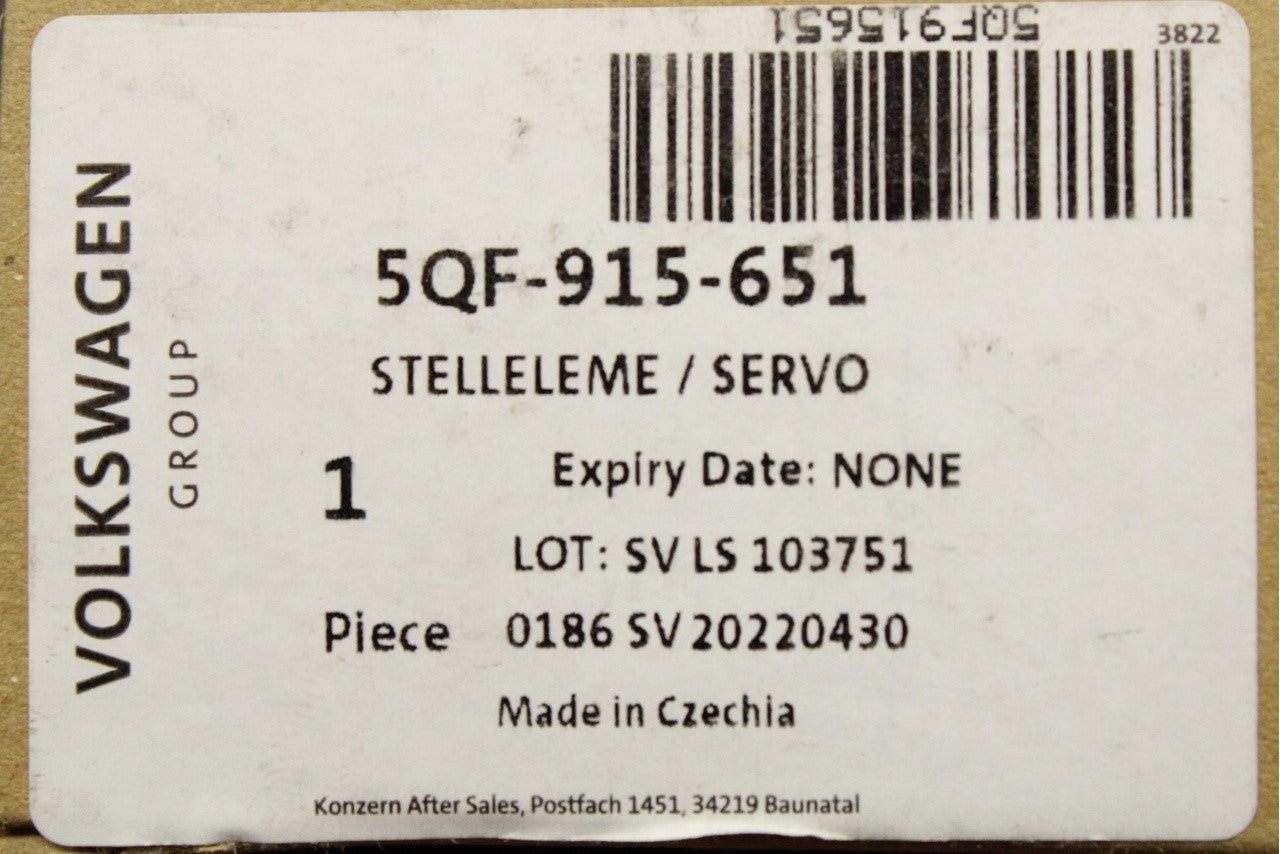 5QF915651
3822
VOLKSWAGEN
GROUP
5QF-915-651
STELLELEME / SERVO
1
Expiry Date: NONE
LOT: SV LS 103751
Piece 0186 SV 20220430
Made in Czechia
Konzern After Sales, Postfach 1451, 34219 Baunatal